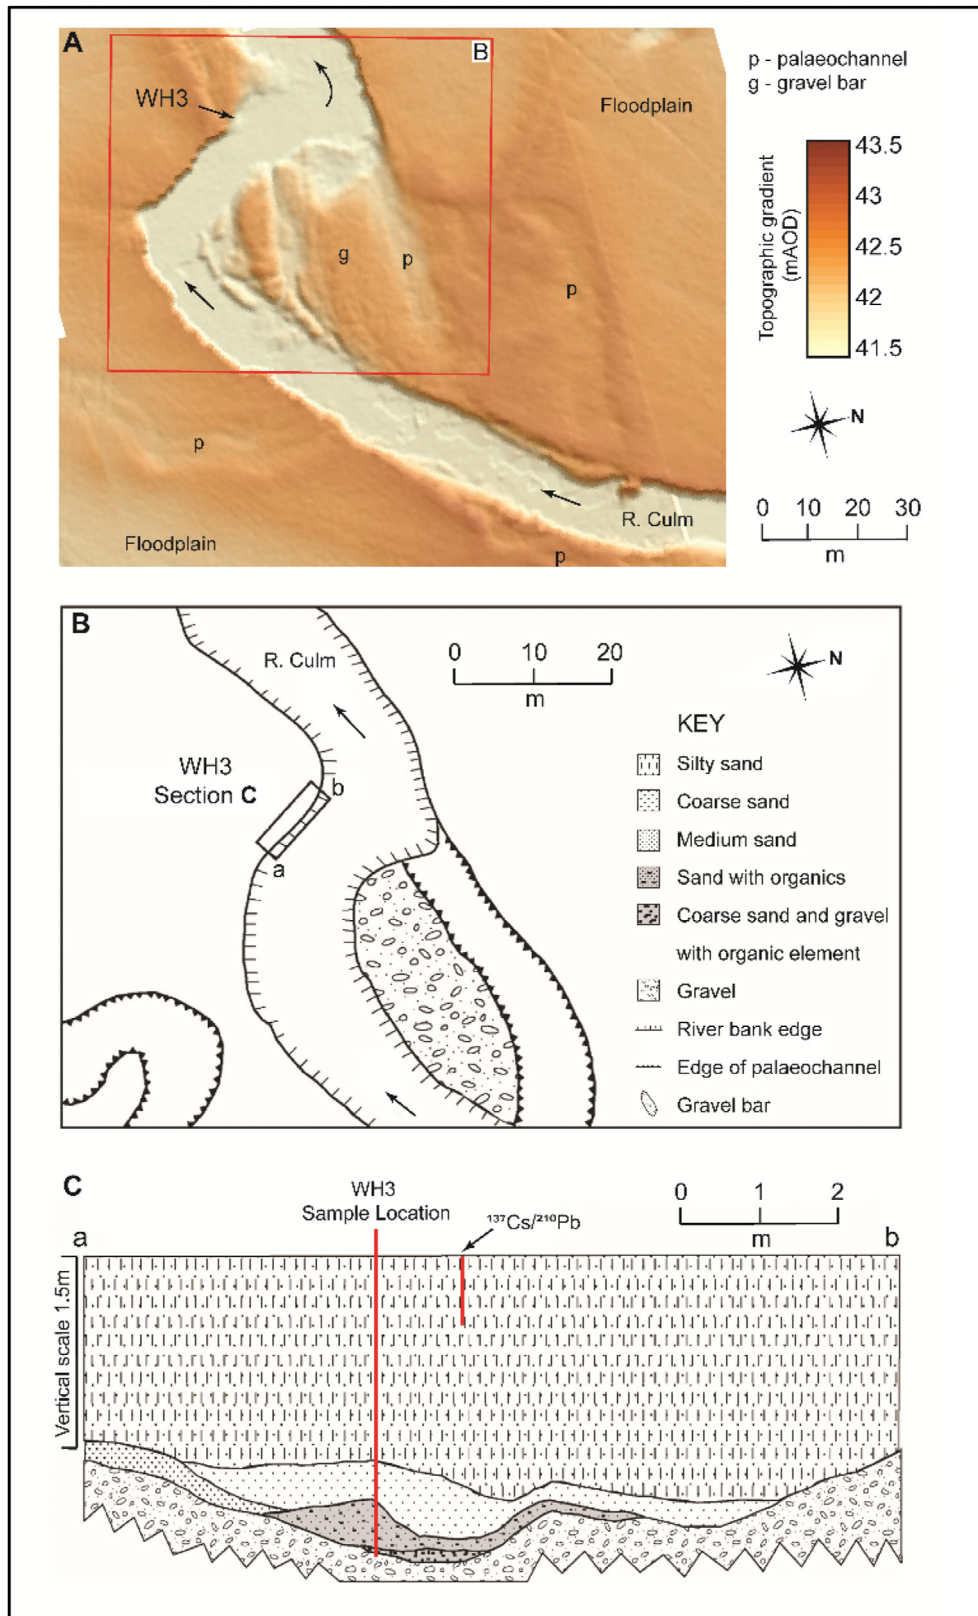 A
B
WH3
Floodplain
g
p
p
p
Floodplain
R. Culm
p
p - palaeochannel
g - gravel bar
Topographic gradient
(mAOD)
43.5
43
42.5
42
41.5
N
0 10 20 30
m
B
R. Culm
0 10 20
m
N
WH3
Section C
b
a
KEY
Silty sand
Coarse sand
Medium sand
Sand with organics
Coarse sand and gravel
with organic element
Gravel
River bank edge
Edge of palaeochannel
Gravel bar
C
WH3
Sample Location
¹³⁷Cs/²¹⁰Pb
0 1 2
m
a
b
Vertical scale 1.5m